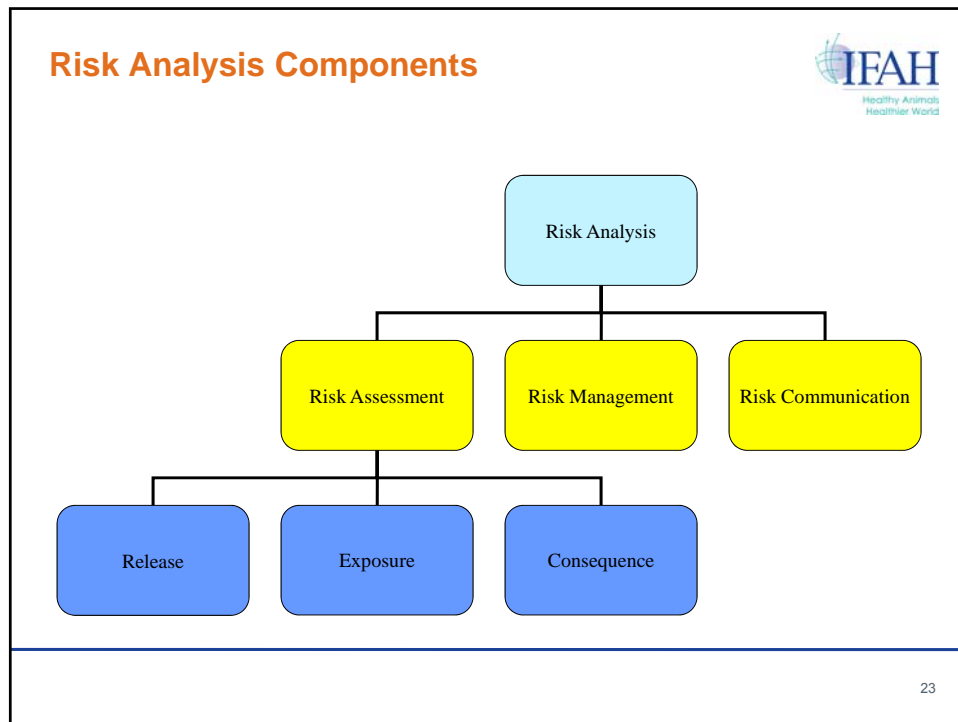 Risk Analysis Components
IFAH
Healthy Animals
Healthier World
Risk Analysis
Risk Assessment
Risk Management
Risk Communication
Release
Exposure
Consequence
23